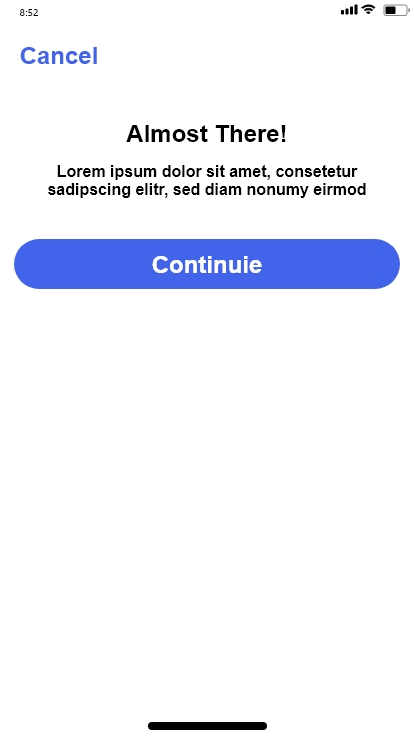 8:52
Cancel
Almost There!
Lorem ipsum dolor sit amet, consetetur
sadipscing elitr, sed diam nonumy eirmod
Continuie